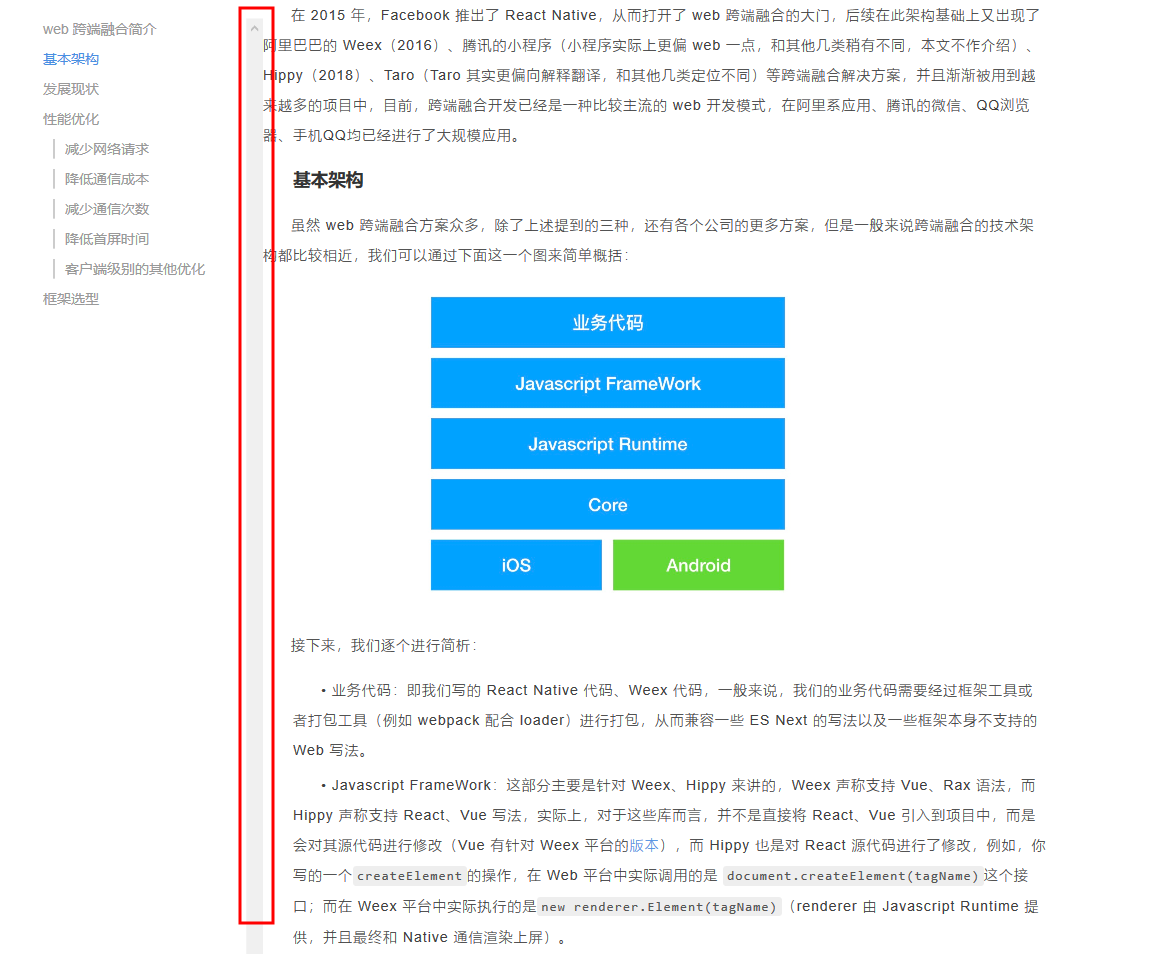 web 跨端融合简介
基本架构
发展现状
性能优化
减少网络请求
降低通信成本
减少通信次数
降低首屏时间
客户端级别的其他优化
框架选型
在 2015 年，Facebook 推出了 React Native，从而打开了 web 跨端融合的大门，后续在此架构基础上又出现了
阿里巴巴的 Weex（2016）、腾讯的小程序（小程序实际上更偏 web 一点，和其他几类稍有不同，本文不作介绍）、
Hippy（2018）、Taro（Taro 其实更偏向解释翻译，和其他几类定位不同）等跨端融合解决方案，并且渐渐被用到越
来越多的项目中，目前，跨端融合开发已经是一种比较主流的 web 开发模式，在阿里系应用、腾讯的微信、QQ浏览
器、手机QQ均已经进行了大规模应用。
基本架构
虽然 web 跨端融合方案众多，除了上述提到的三种，还有各个公司的更多方案，但是一般来说跨端融合的技术架
构都比较相近，我们可以通过下面这一个图来简单概括：
业务代码
Javascript FrameWork
Javascript Runtime
Core
iOS
Android
接下来，我们逐个进行简析：
• 业务代码：即我们写的 React Native 代码、Weex 代码，一般来说，我们的业务代码需要经过框架工具或
者打包工具（例如 webpack 配合 loader）进行打包，从而兼容一些 ES Next 的写法以及一些框架本身不支持的
Web 写法。
• Javascript FrameWork：这部分主要是针对 Weex、Hippy 来讲的，Weex 声称支持 Vue、Rax 语法，而
Hippy 声称支持 React、Vue 写法，实际上，对于这些库而言，并不是直接将 React、Vue 引入到项目中，而是
会对其源代码进行修改（Vue 有针对 Weex 平台的版本），而 Hippy 也是对 React 源代码进行了修改，例如，你
写的一个 createElement 的操作，在 Web 平台中实际调用的是 document.createElement(tagName) 这个接
口；而在 Weex 平台中实际执行的是 new renderer.Element(tagName) （renderer 由 Javascript Runtime 提
供，并且最终和 Native 通信渲染上屏）。